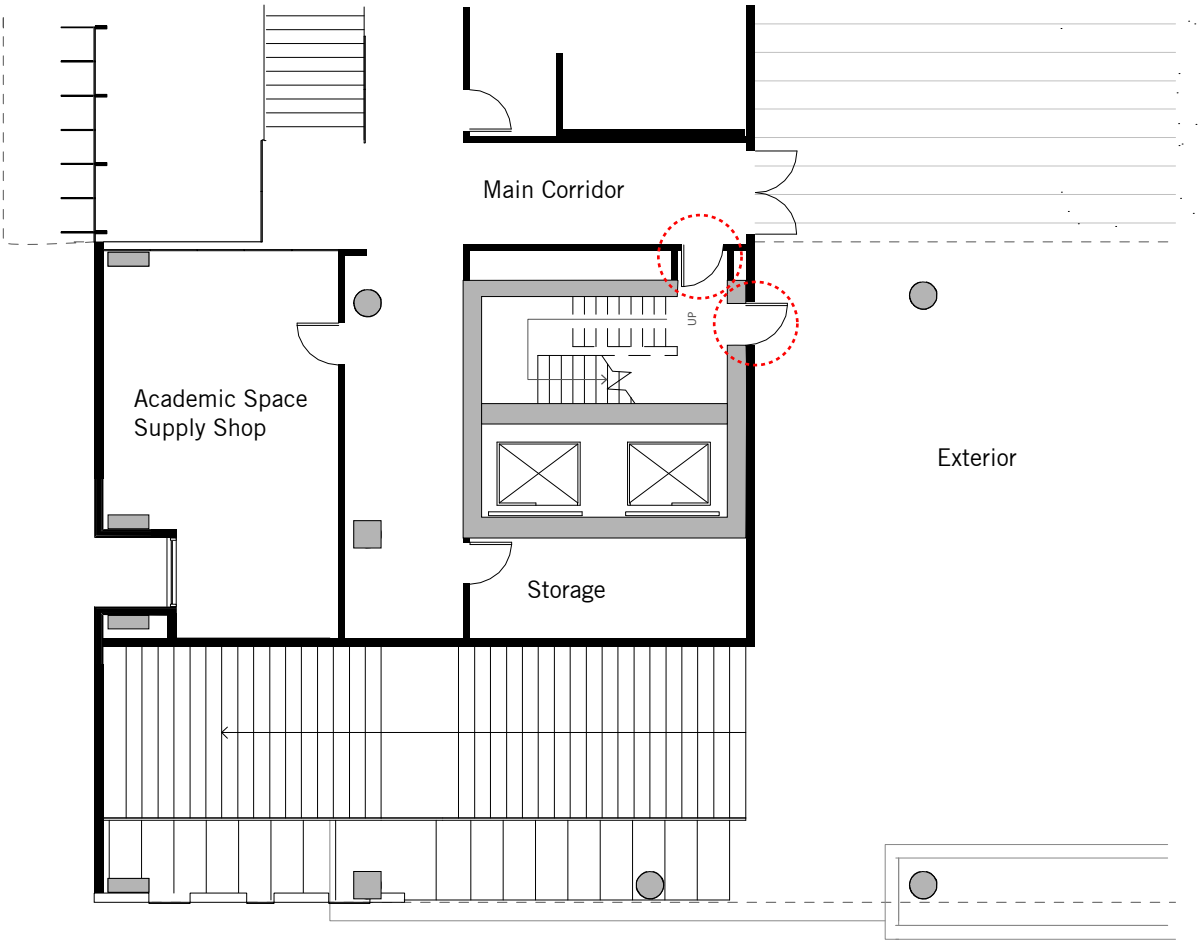 Main Corridor
UP
Academic Space
Supply Shop
Exterior
Storage